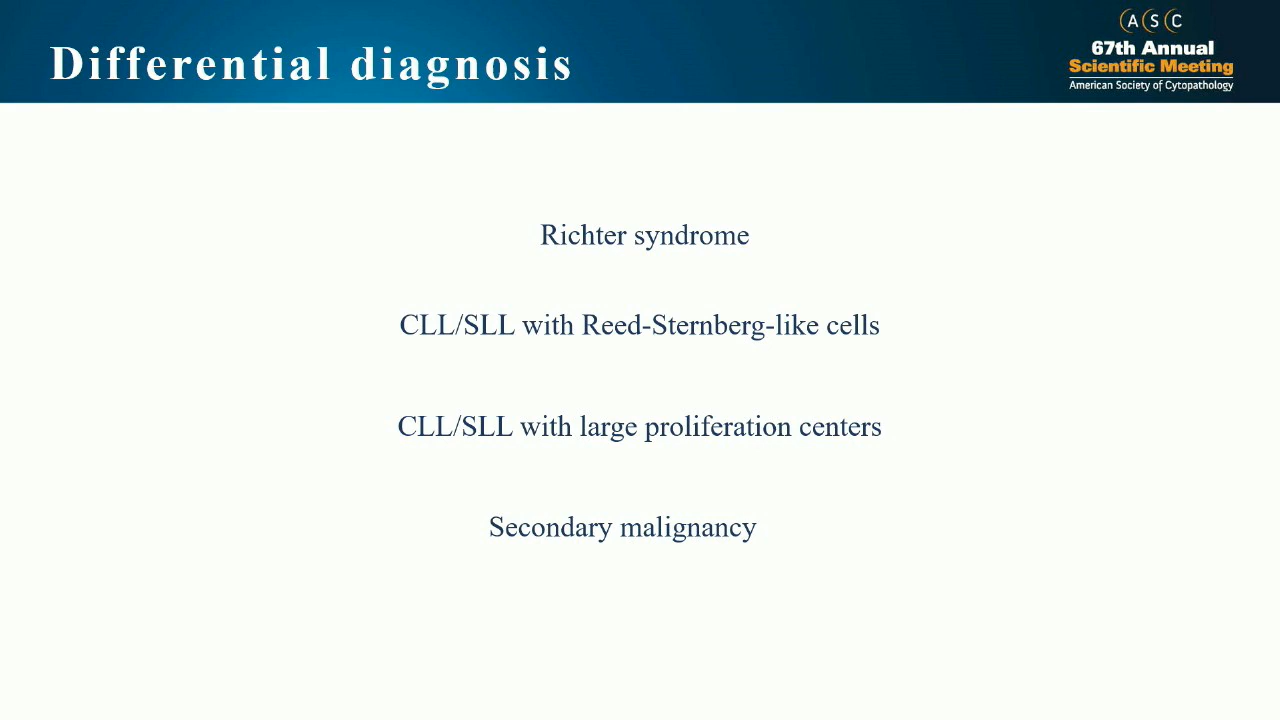 Differential diagnosis
A S C
67th Annual
Scientific Meeting
American Society of Cytopathology
Richter syndrome
CLL/SLL with Reed-Sternberg-like cells
CLL/SLL with large proliferation centers
Secondary malignancy